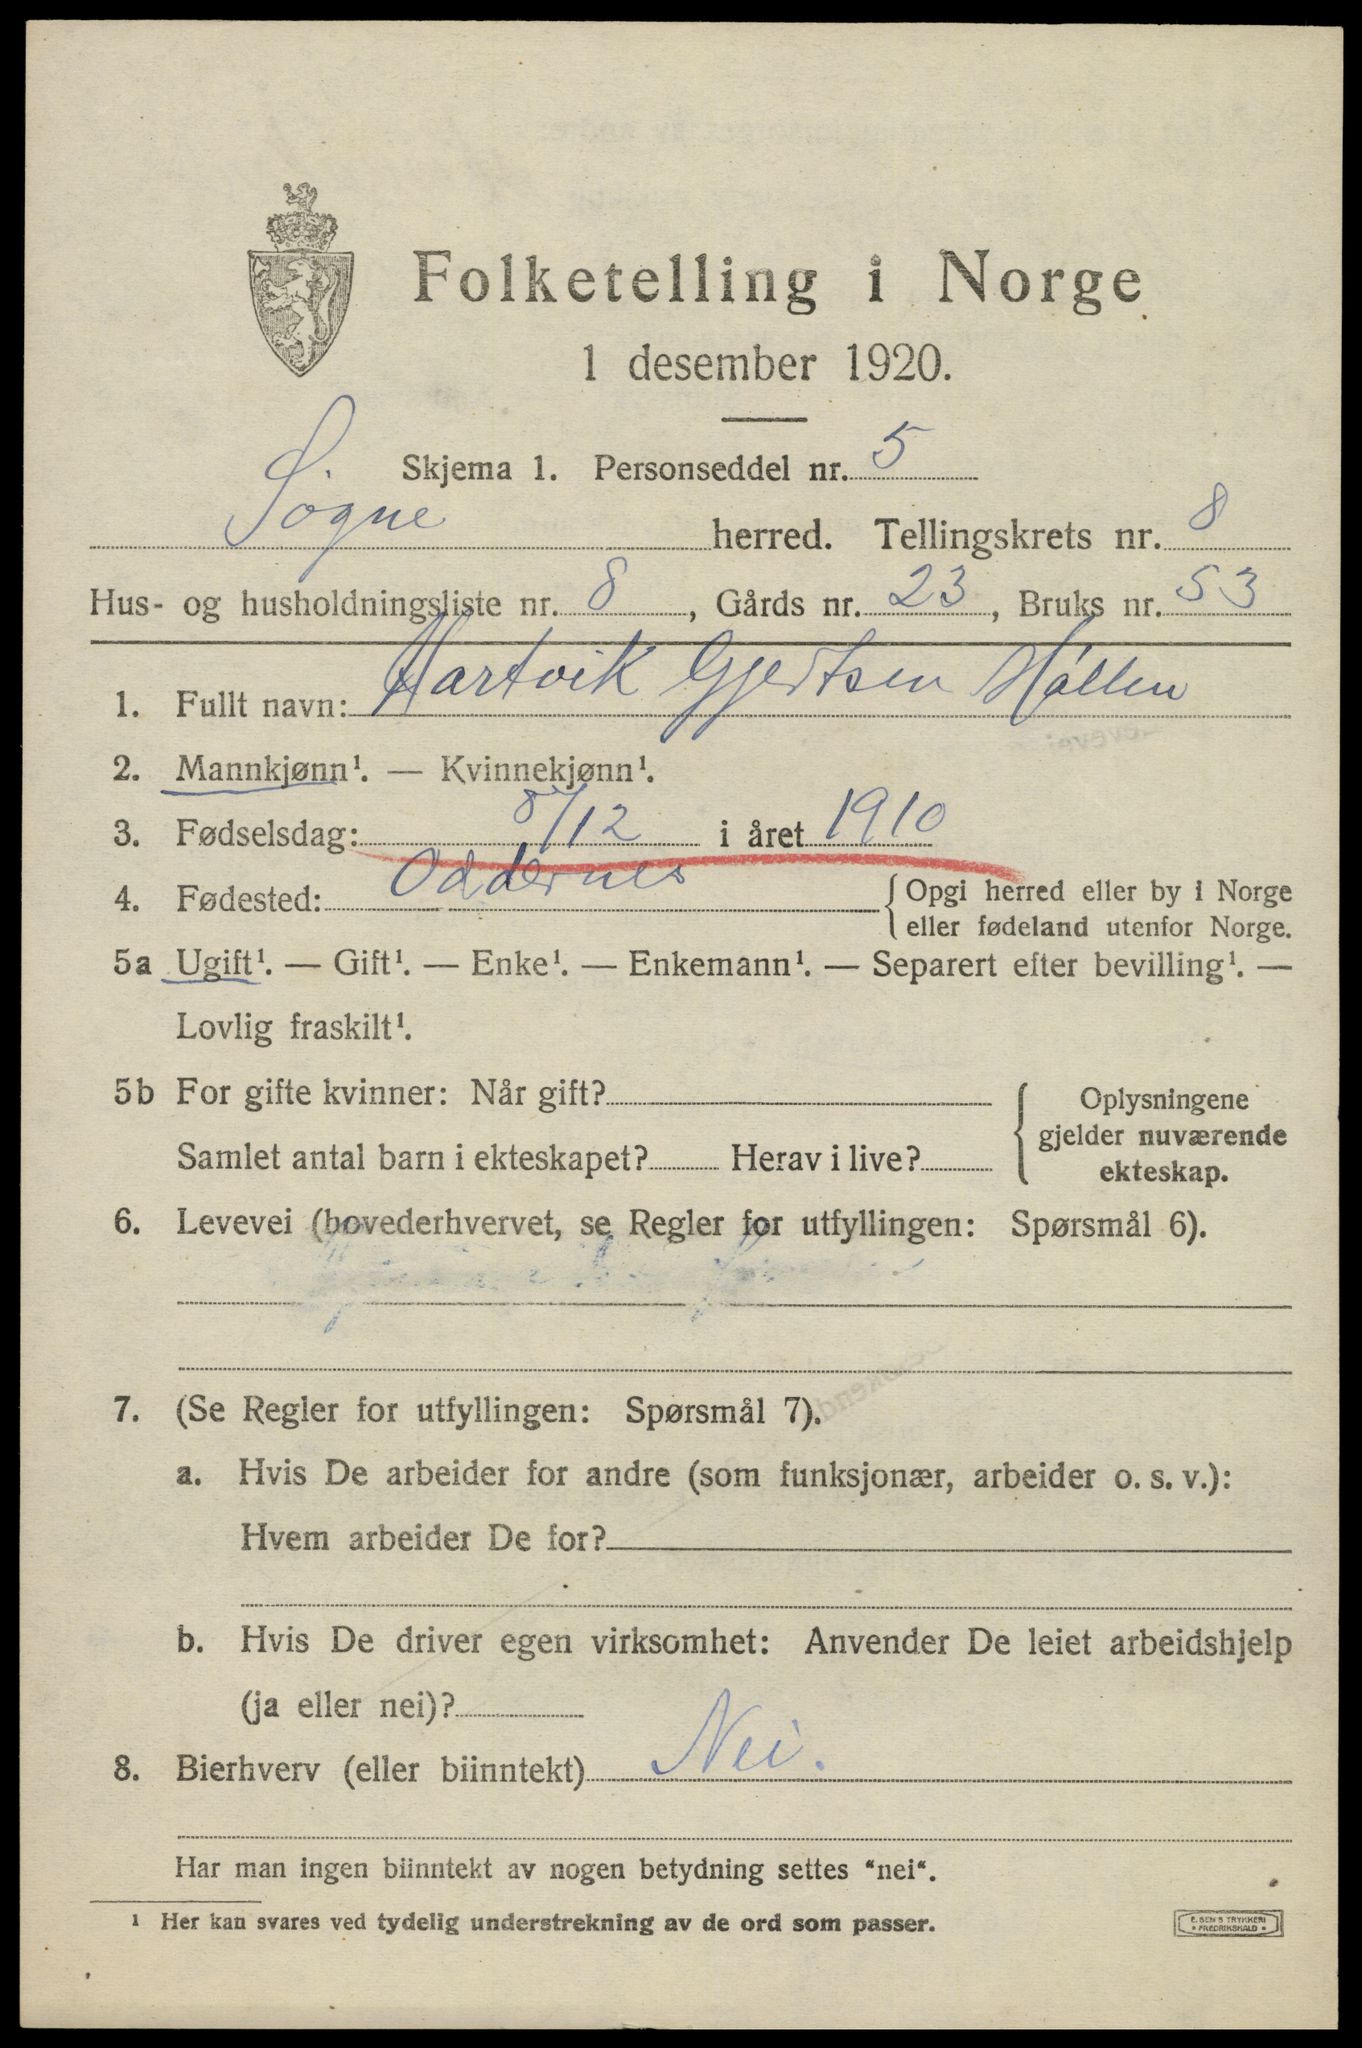 Folketelling i Norge
1 desember 1920.
Skjema 1. Personseddel nr. 5
Søgne herred. Tellingskrets nr. 8
Hus- og husholdningsliste nr. 8, Gårds nr. 23, Bruks nr. 53
1. Fullt navn: Hartvik Gjertsen Høllen
2. Mannkjønn¹. — Kvinnekjønn¹.
3. Fødselsdag: 8/12 i året 1910
4. Fødested: Oddernes { Opgi herred eller by i Norge
eller fødeland utenfor Norge.
5a Ugift¹. — Gift¹. — Enke¹. — Enkemann¹. — Separert efter bevilling¹. —
Lovlig fraskilt¹.
5b For gifte kvinner: Når gift?
Samlet antal barn i ekteskapet? Herav i live?
{ Oplysningene
gjelder nuværende
ekteskap.
6. Levevei (hovederhvervet, se Regler for utfyllingen: Spørsmål 6).
7. (Se Regler for utfyllingen: Spørsmål 7).
a. Hvis De arbeider for andre (som funksjonær, arbeider o. s. v.):
Hvem arbeider De for?
b. Hvis De driver egen virksomhet: Anvender De leiet arbeidshjelp
(ja eller nei)?
8. Bierhverv (eller biinntekt) Nei.
Har man ingen biinntekt av nogen betydning settes “nei“.
¹ Her kan svares ved tydelig understrekning av de ord som passer.
TRYKKERI
FREDRIKSHALD